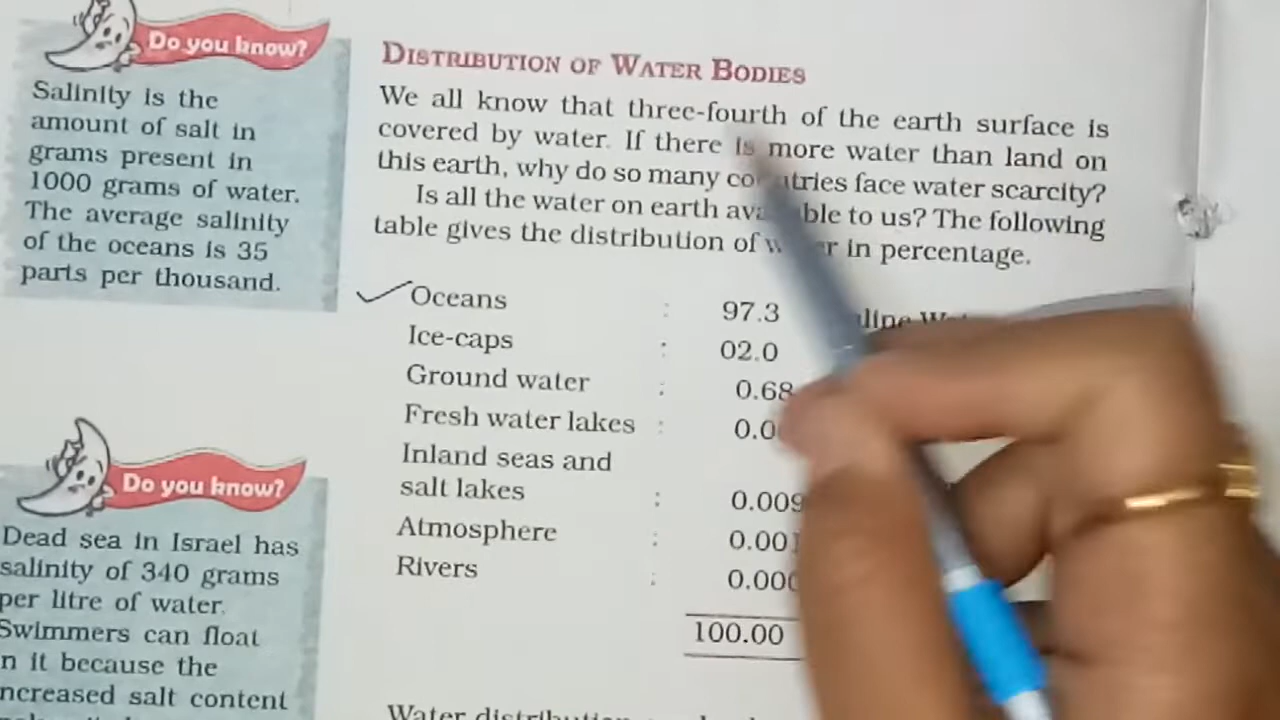 Do you know?
Salinity is the
amount of salt in
grams present in
1000 grams of water.
The average salinity
of the oceans is 35
parts per thousand.
Do you know?
Dead sea in Israel has
salinity of 340 grams
per litre of water.
Swimmers can float
n it because the
ncreased salt content
DISTRIBUTION OF WATER BODIES
We all know that three-fourth of the earth surface is
covered by water. If there is more water than land on
this earth, why do so many co ntries face water scarcity?
Is all the water on earth ava ble to us? The following
table gives the distribution of w er in percentage.
Oceans : 97.3
Ice-caps : 02.0
Ground water : 0.68
Fresh water lakes : 0.0
Inland seas and
salt lakes : 0.009
Atmosphere : 0.001
Rivers : 0.000
100.00
Water